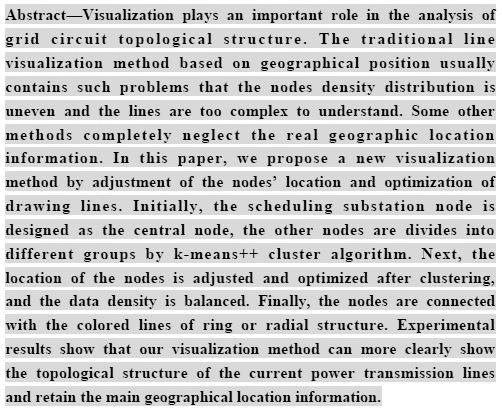 Abstract—Visualization plays an important role in the analysis of
grid circuit topological structure. The traditional line
visualization method based on geographical position usually
contains such problems that the nodes density distribution is
uneven and the lines are too complex to understand. Some other
methods completely neglect the real geographic location
information. In this paper, we propose a new visualization
method by adjustment of the nodes’ location and optimization of
drawing lines. Initially, the scheduling substation node is
designed as the central node, the other nodes are divides into
different groups by k-means++ cluster algorithm. Next, the
location of the nodes is adjusted and optimized after clustering,
and the data density is balanced. Finally, the nodes are connected
with the colored lines of ring or radial structure. Experimental
results show that our visualization method can more clearly show
the topological structure of the current power transmission lines
and retain the main geographical location information.